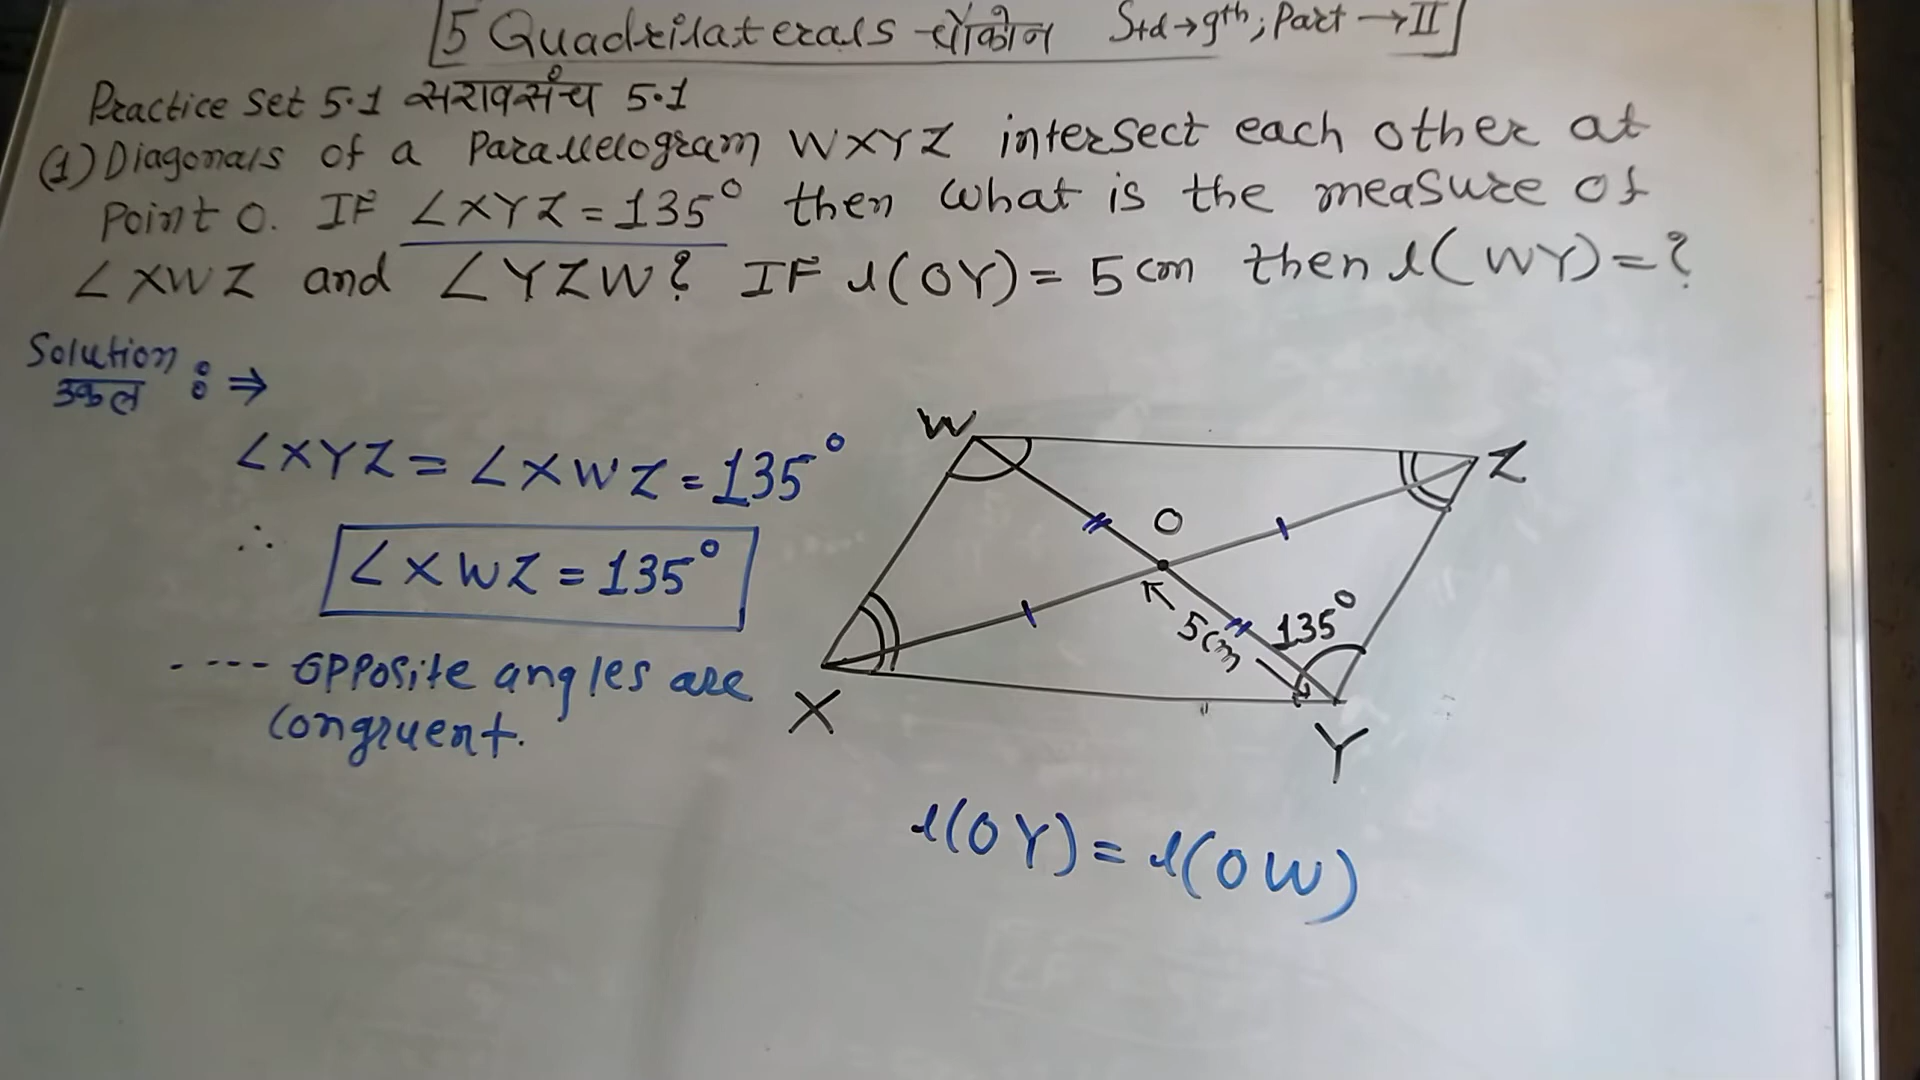 5 Quadrilaterals चौकोन Std→9th; Part→II
Practice Set 5.1 सरावसंच 5.1
(1) Diagonals of a Parallelogram WXYZ intersect each other at
Point O. IF ∠XYZ = 135° then what is the measure of
∠XWZ and ∠YZW? IF l(OY) = 5 cm then l(WY) = ?
Solution
उकल : ⇒
∠XYZ = ∠XWZ = 135°
∴ ∠XWZ = 135°
---- Opposite angles are
congruent.
W
Z
O
135°
5cm
X
Y
l(OY) = l(OW)